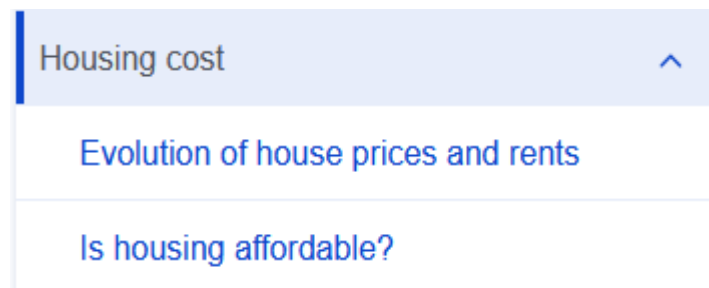 Housing cost
Evolution of house prices and rents
Is housing affordable?